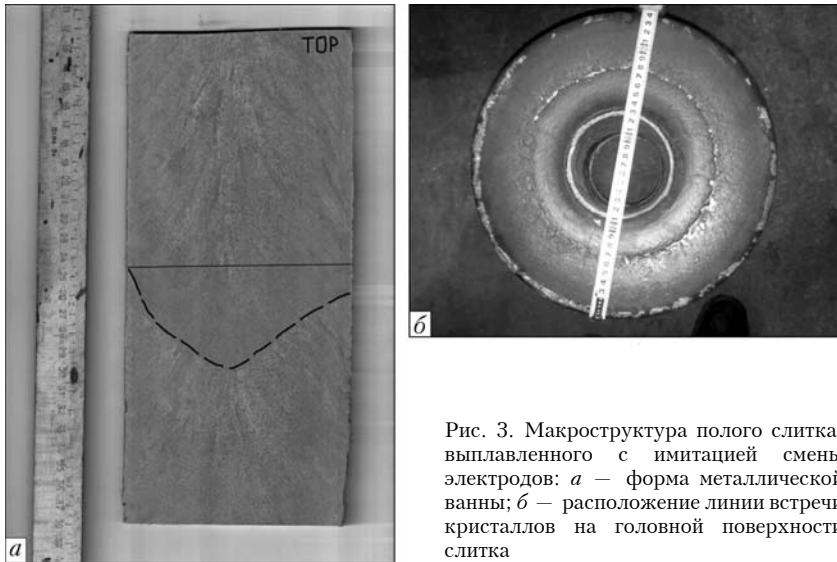 TOP
а
б
Рис. 3. Макроструктура полого слитка
выплавленного с имитацией смень
электродов: а — форма металлической
ванны; б — расположение линии встречи
кристаллов на головной поверхности
слитка